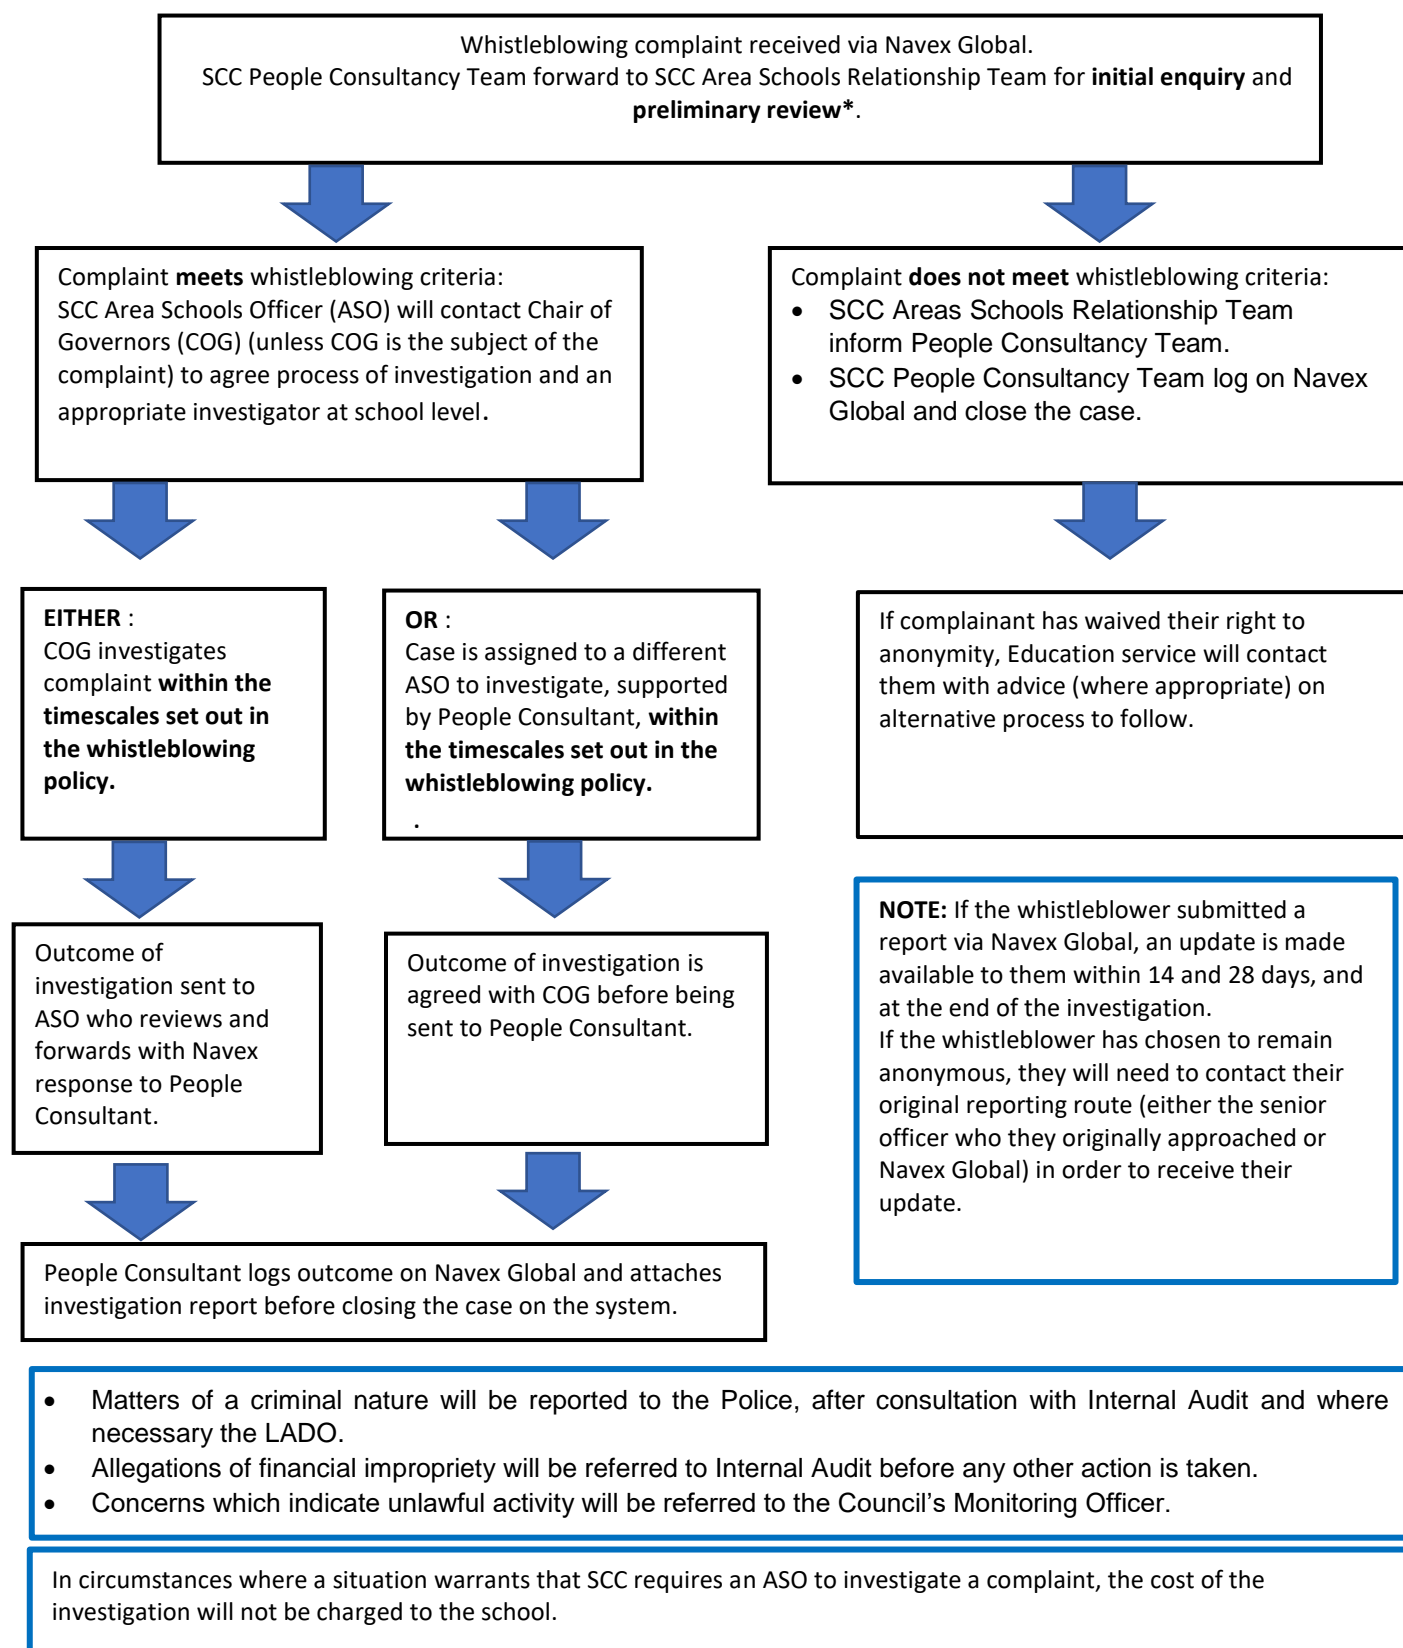 Whistleblowing complaint received via Navex Global.
SCC People Consultancy Team forward to SCC Area Schools Relationship Team for initial enquiry and
preliminary review*.
Complaint meets whistleblowing criteria:
SCC Area Schools Officer (ASO) will contact Chair of
Governors (COG) (unless COG is the subject of the
complaint) to agree process of investigation and an
appropriate investigator at school level.
Complaint does not meet whistleblowing criteria:
• SCC Areas Schools Relationship Team
inform People Consultancy Team.
• SCC People Consultancy Team log on Navex
Global and close the case.
EITHER :
COG investigates
complaint within the
timescales set out in
the whistleblowing
policy.
OR :
Case is assigned to a different
ASO to investigate, supported
by People Consultant, within
the timescales set out in the
whistleblowing policy.
.
If complainant has waived their right to
anonymity, Education service will contact
them with advice (where appropriate) on
alternative process to follow.
Outcome of
investigation sent to
ASO who reviews and
forwards with Navex
response to People
Consultant.
Outcome of investigation is
agreed with COG before being
sent to People Consultant.
NOTE: If the whistleblower submitted a
report via Navex Global, an update is made
available to them within 14 and 28 days, and
at the end of the investigation.
If the whistleblower has chosen to remain
anonymous, they will need to contact their
original reporting route (either the senior
officer who they originally approached or
Navex Global) in order to receive their
update.
People Consultant logs outcome on Navex Global and attaches
investigation report before closing the case on the system.
• Matters of a criminal nature will be reported to the Police, after consultation with Internal Audit and where
necessary the LADO.
• Allegations of financial impropriety will be referred to Internal Audit before any other action is taken.
• Concerns which indicate unlawful activity will be referred to the Council's Monitoring Officer.
In circumstances where a situation warrants that SCC requires an ASO to investigate a complaint, the cost of the
investigation will not be charged to the school.